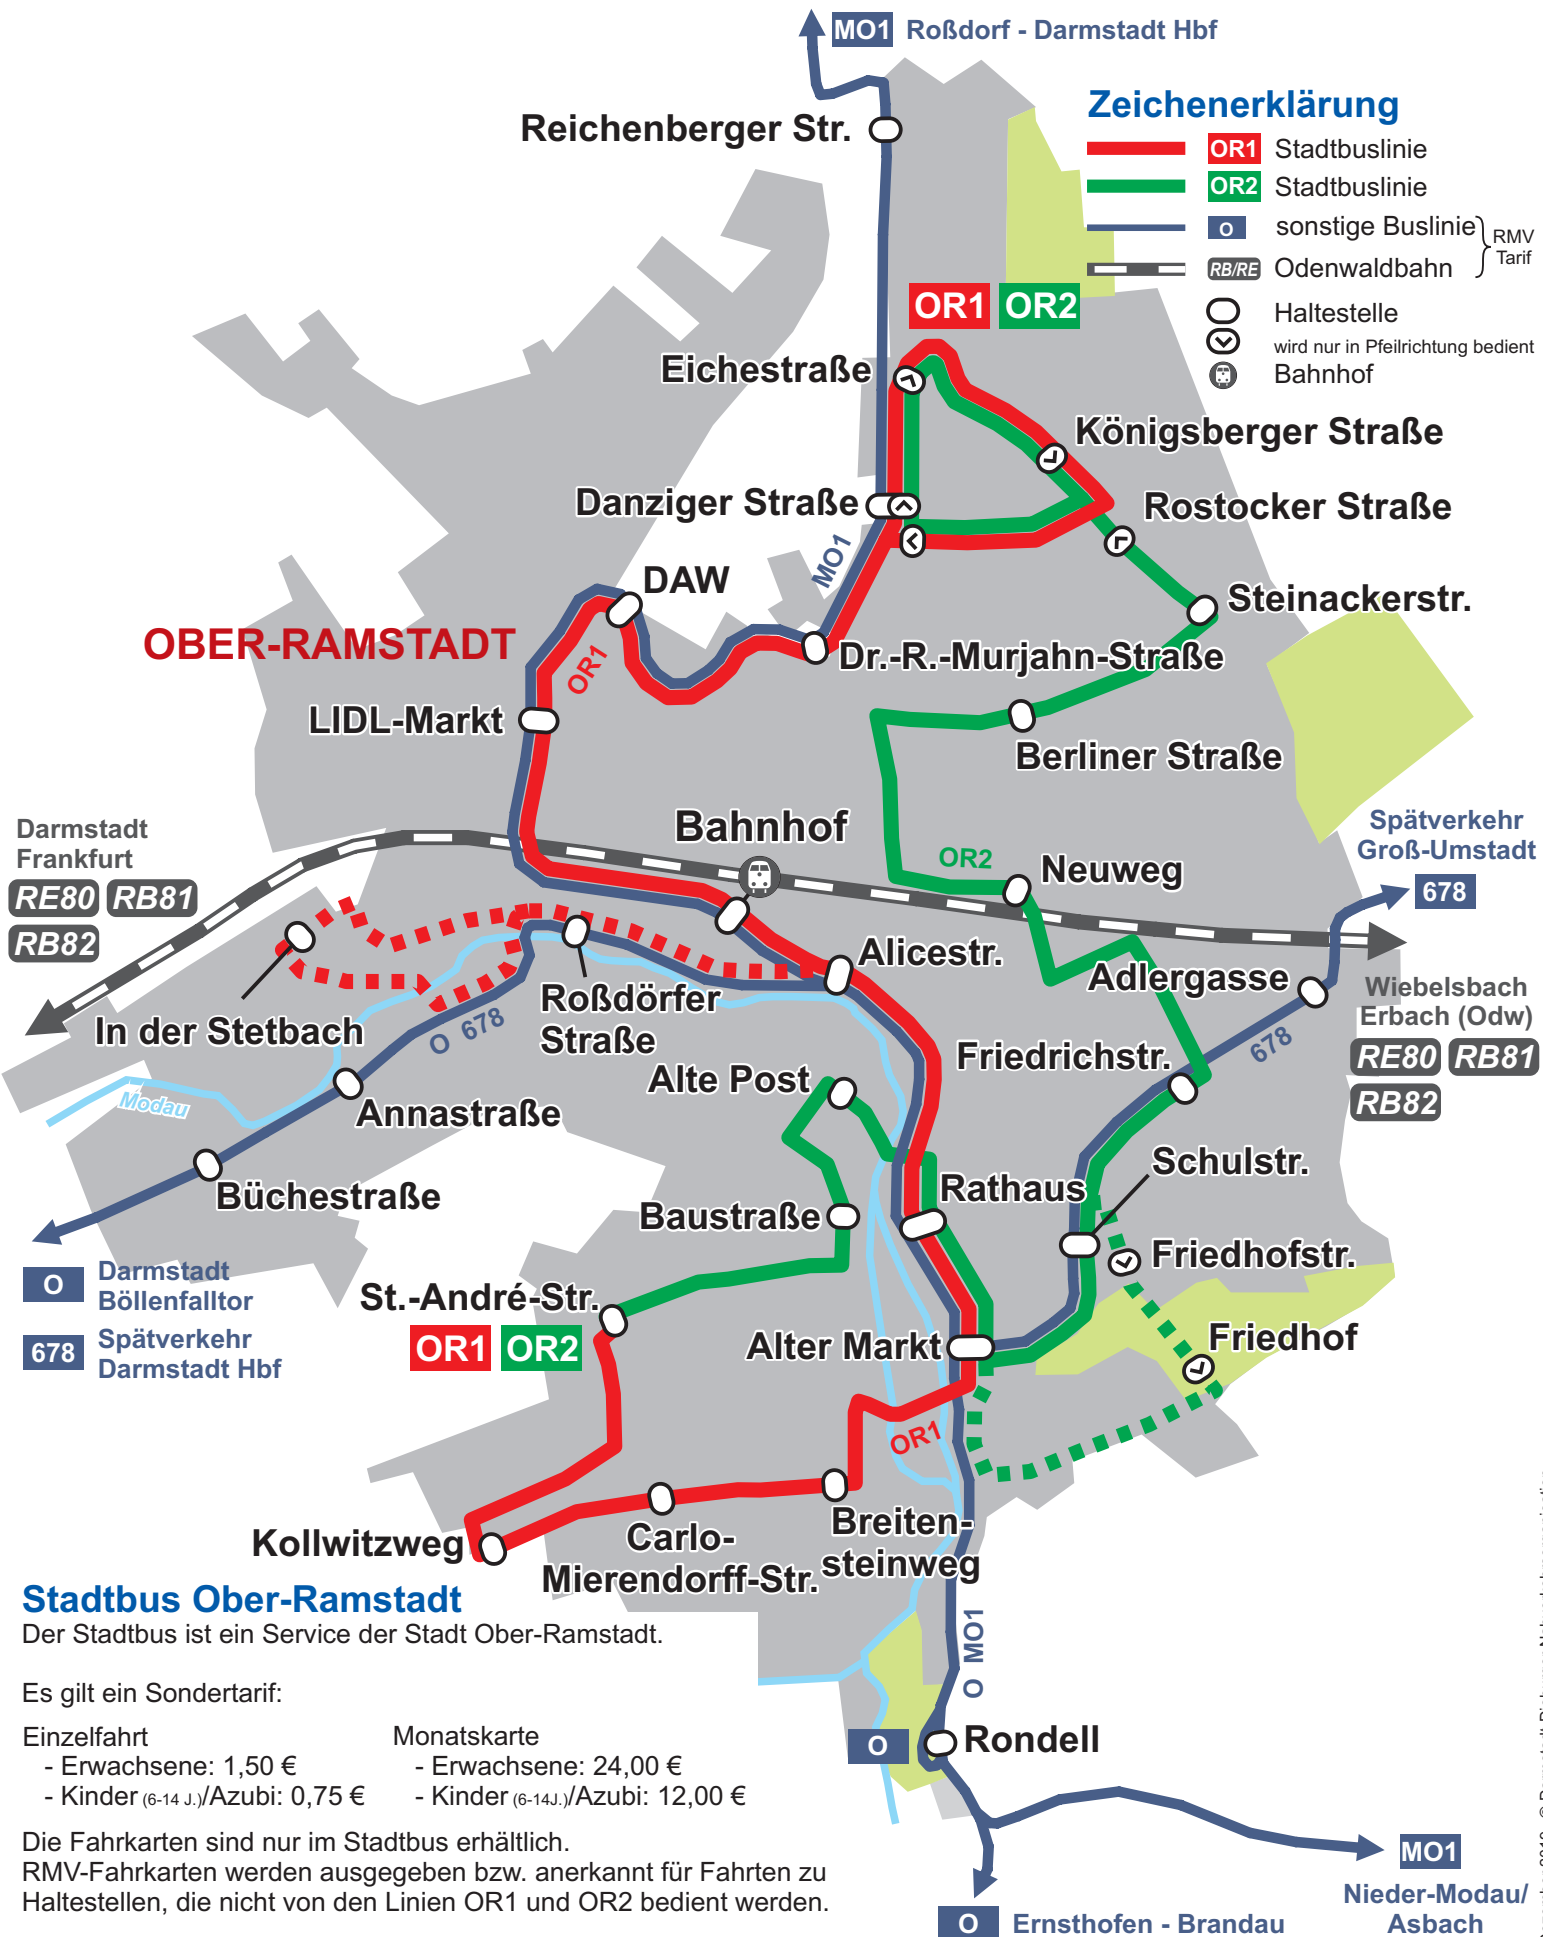 MO1 Roßdorf - Darmstadt Hbf
Zeichenerklärung
OR1 Stadtbuslinie
OR2 Stadtbuslinie
O sonstige Buslinie
RB/RE Odenwaldbahn
RMV
Tarif
Haltestelle
wird nur in Pfeilrichtung bedient
Bahnhof
Reichenberger Str.
OR1 OR2
Eichestraße
Königsberger Straße
Danziger Straße
Rostocker Straße
MO1
DAW
Steinackerstr.
OBER-RAMSTADT
OR1
Dr.-R.-Murjahn-Straße
LIDL-Markt
Berliner Straße
Darmstadt
Frankfurt
RE80 RB81
RB82
Bahnhof
OR2
Neuweg
Spätverkehr
Groß-Umstadt
678
Alicestr.
Adlergasse
Wiebelsbach
Erbach (Odw)
RE80 RB81
RB82
In der Stetbach
Roßdörfer
Straße
O 678
678
Friedrichstr.
Alte Post
Modau
Annastraße
Schulstr.
Büchestraße
Rathaus
Baustraße
Friedhofstr.
O Darmstadt
Böllenfalltor
678 Spätverkehr
Darmstadt Hbf
St.-André-Str.
OR1 OR2
Alter Markt
Friedhof
OR1
Kollwitzweg
Carlo-
Mierendorff-Str.
Breiten-
steinweg
Stadtbus Ober-Ramstadt
Der Stadtbus ist ein Service der Stadt Ober-Ramstadt.
Es gilt ein Sondertarif:
Einzelfahrt
- Erwachsene: 1,50 €
- Kinder (6-14 J.)/Azubi: 0,75 €
Monatskarte
- Erwachsene: 24,00 €
- Kinder (6-14J.)/Azubi: 12,00 €
Die Fahrkarten sind nur im Stadtbus erhältlich.
RMV-Fahrkarten werden ausgegeben bzw. anerkannt für Fahrten zu
Haltestellen, die nicht von den Linien OR1 und OR2 bedient werden.
O MO1
O
Rondell
MO1
Nieder-Modau/
Asbach
O Ernsthofen - Brandau